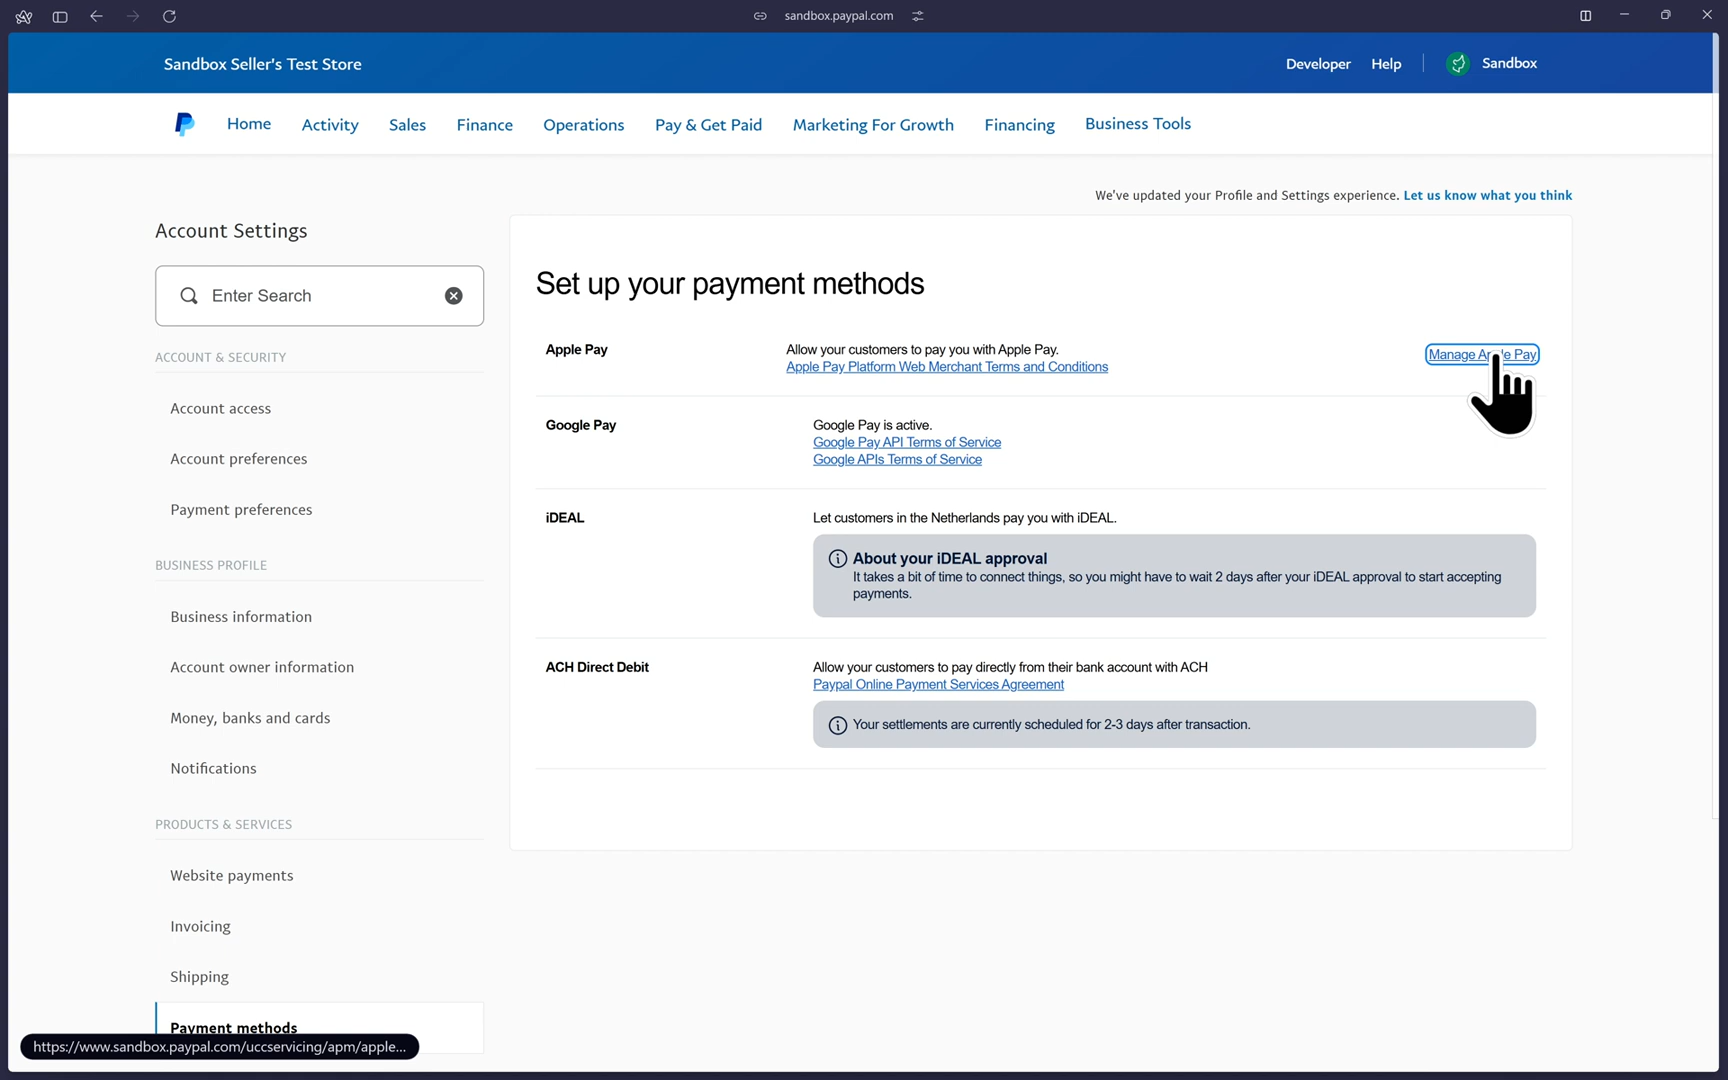 sandbox.paypal.com
Sandbox Seller's Test Store
Developer
Help
Sandbox
Home
Activity
Sales
Finance
Operations
Pay & Get Paid
Marketing For Growth
Financing
Business Tools
We've updated your Profile and Settings experience. Let us know what you think
Account Settings
Enter Search
ACCOUNT & SECURITY
Account access
Account preferences
Payment preferences
BUSINESS PROFILE
Business information
Account owner information
Money, banks and cards
Notifications
PRODUCTS & SERVICES
Website payments
Invoicing
Shipping
Payment methods
https://www.sandbox.paypal.com/uccservicing/apm/apple...
Set up your payment methods
Apple Pay
Allow your customers to pay you with Apple Pay.
Apple Pay Platform Web Merchant Terms and Conditions
Manage Apple Pay
Google Pay
Google Pay is active.
Google Pay API Terms of Service
Google APIs Terms of Service
iDEAL
Let customers in the Netherlands pay you with iDEAL.
About your iDEAL approval
It takes a bit of time to connect things, so you might have to wait 2 days after your iDEAL approval to start accepting
payments.
ACH Direct Debit
Allow your customers to pay directly from their bank account with ACH
Paypal Online Payment Services Agreement
Your settlements are currently scheduled for 2-3 days after transaction.